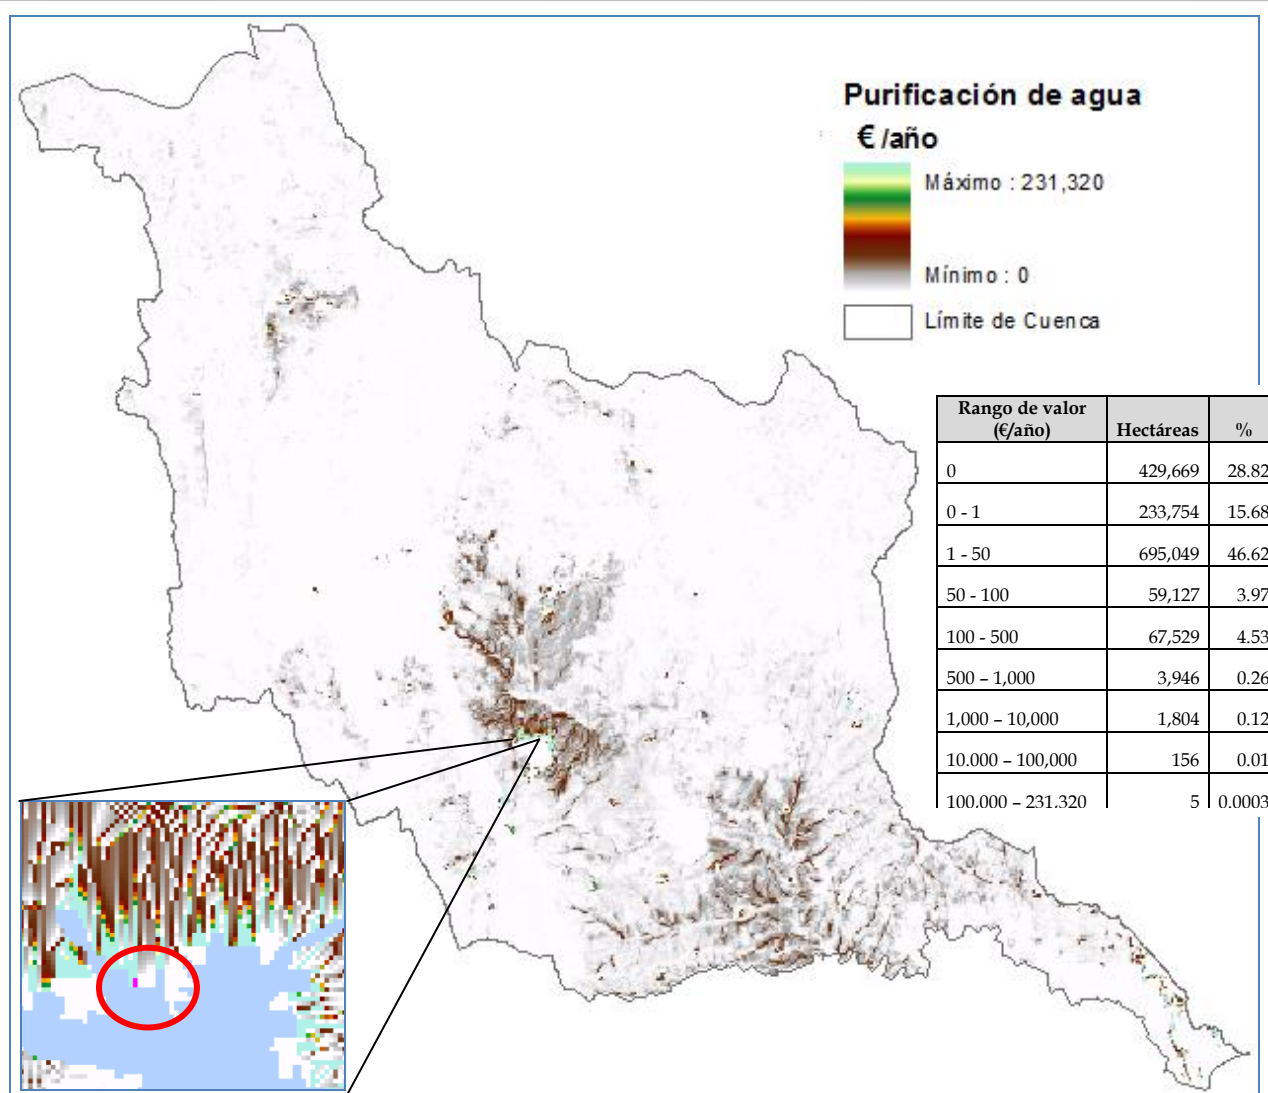 Purificación de agua
€ /año
Máximo : 231,320
Mínimo : 0
Límite de Cuenca
Rango de valor (€/año) Hectáreas %
0 429,669 28.82
0 - 1 233,754 15.68
1 - 50 695,049 46.62
50 - 100 59,127 3.97
100 - 500 67,529 4.53
500 – 1,000 3,946 0.26
1,000 – 10,000 1,804 0.12
10.000 – 100,000 156 0.01
100.000 – 231.320 5 0.0003